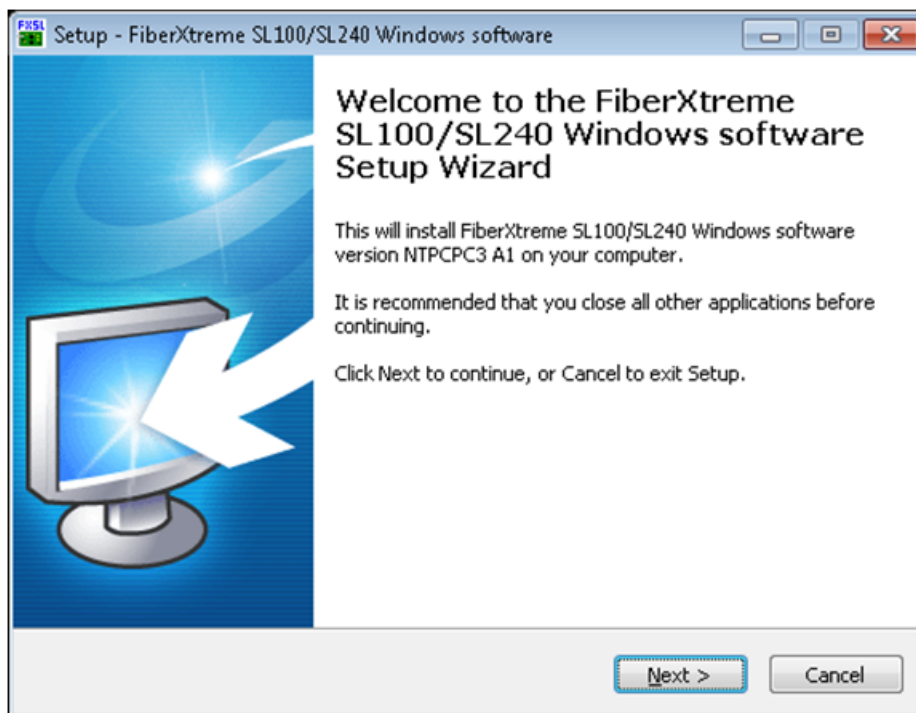 FXSL
Setup - FiberXtreme SL100/SL240 Windows software
Welcome to the FiberXtreme
SL100/SL240 Windows software
Setup Wizard
This will install FiberXtreme SL100/SL240 Windows software
version NTPCPC3 A1 on your computer.
It is recommended that you close all other applications before
continuing.
Click Next to continue, or Cancel to exit Setup.
Next >
Cancel